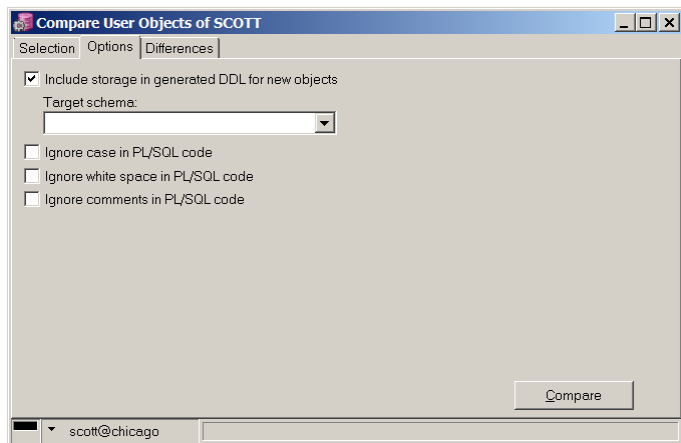 Compare User Objects of SCOTT
Selection Options Differences
Include storage in generated DDL for new objects
Target schema:
Ignore case in PL/SQL code
Ignore white space in PL/SQL code
Ignore comments in PL/SQL code
Compare
scott@chicago